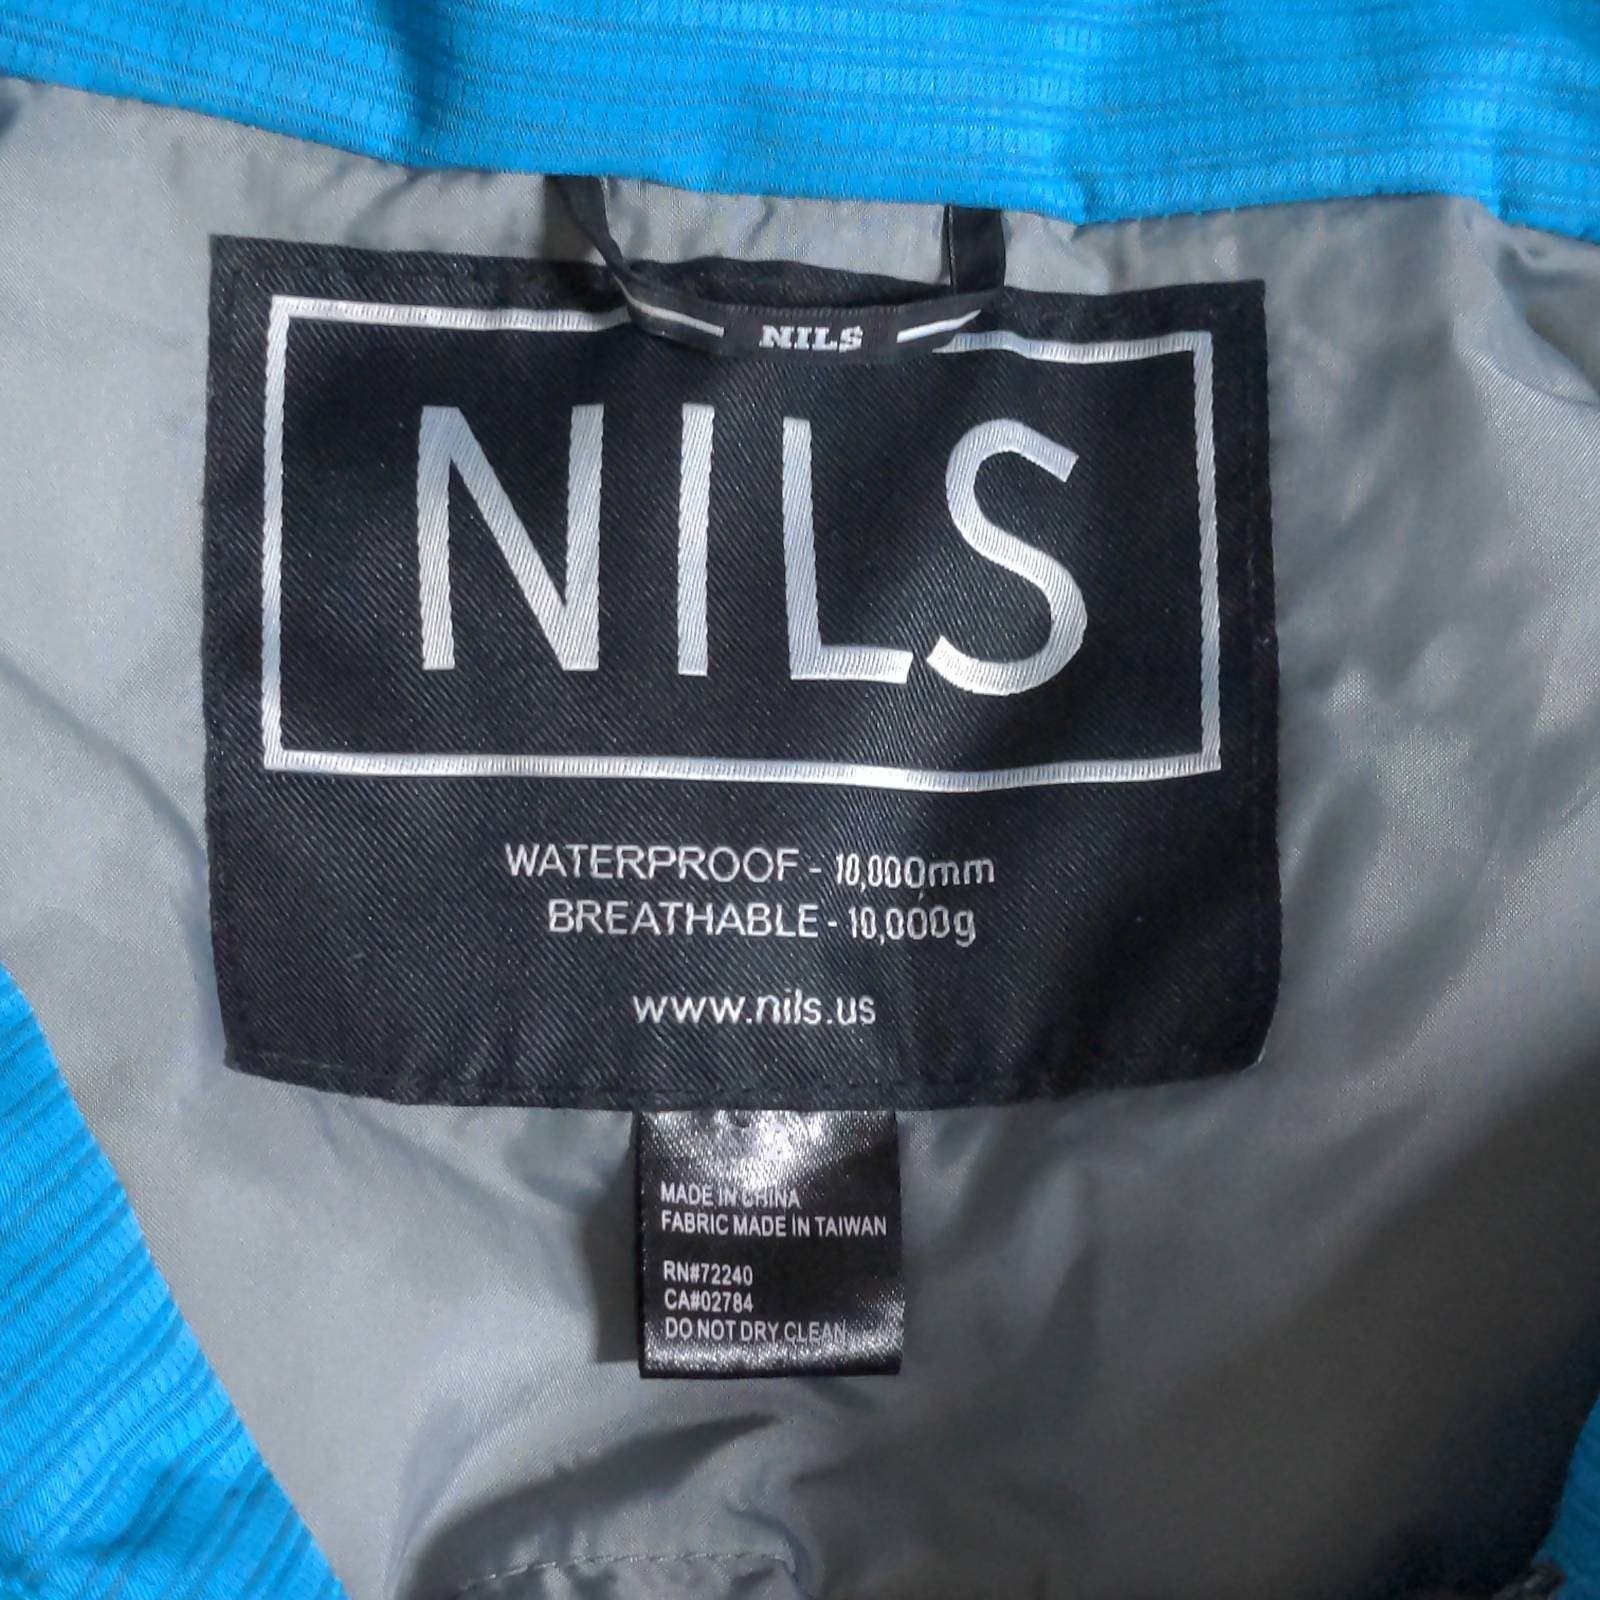 NILS
NILS
WATERPROOF - 10,000mm
BREATHABLE - 10,000g
www.nils.us
MADE IN CHINA
FABRIC MADE IN TAIWAN
RN#72240
CA#02784
DO NOT DRY CLEAN